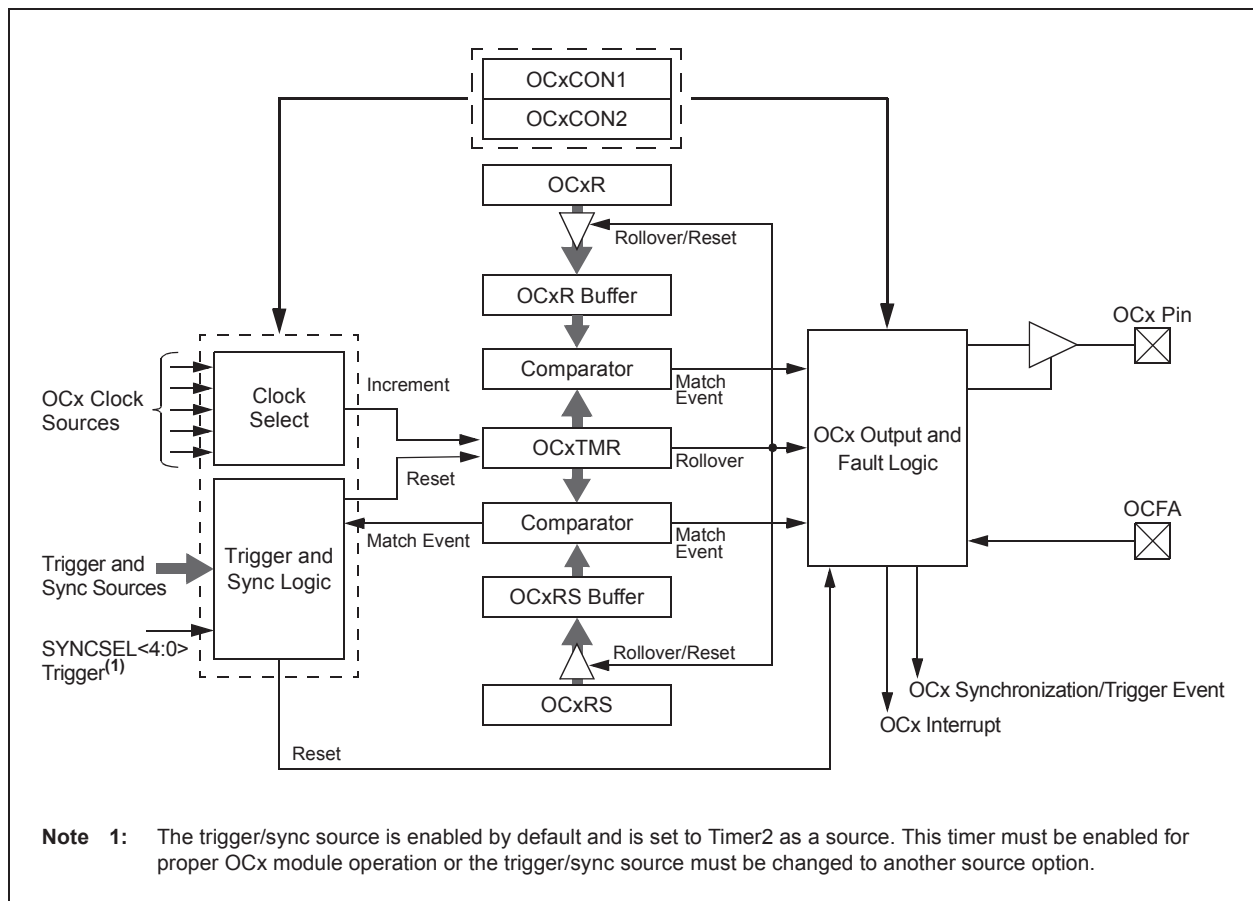 OCxCON1
OCxCON2
OCxR
Rollover/Reset
OCxR Buffer
OCx Pin
Comparator
Increment
Match
Event
OCx Clock
Sources
Clock
Select
OCxTMR
Rollover
OCx Output and
Fault Logic
Reset
OCFA
Comparator
Match Event
Match
Event
Trigger and
Sync Logic
Trigger and
Sync Sources
OCxRS Buffer
SYNCSEL<4:0>
Trigger(1)
Rollover/Reset
OCxRS
OCx Synchronization/Trigger Event
OCx Interrupt
Reset
Note 1: The trigger/sync source is enabled by default and is set to Timer2 as a source. This timer must be enabled for
proper OCx module operation or the trigger/sync source must be changed to another source option.